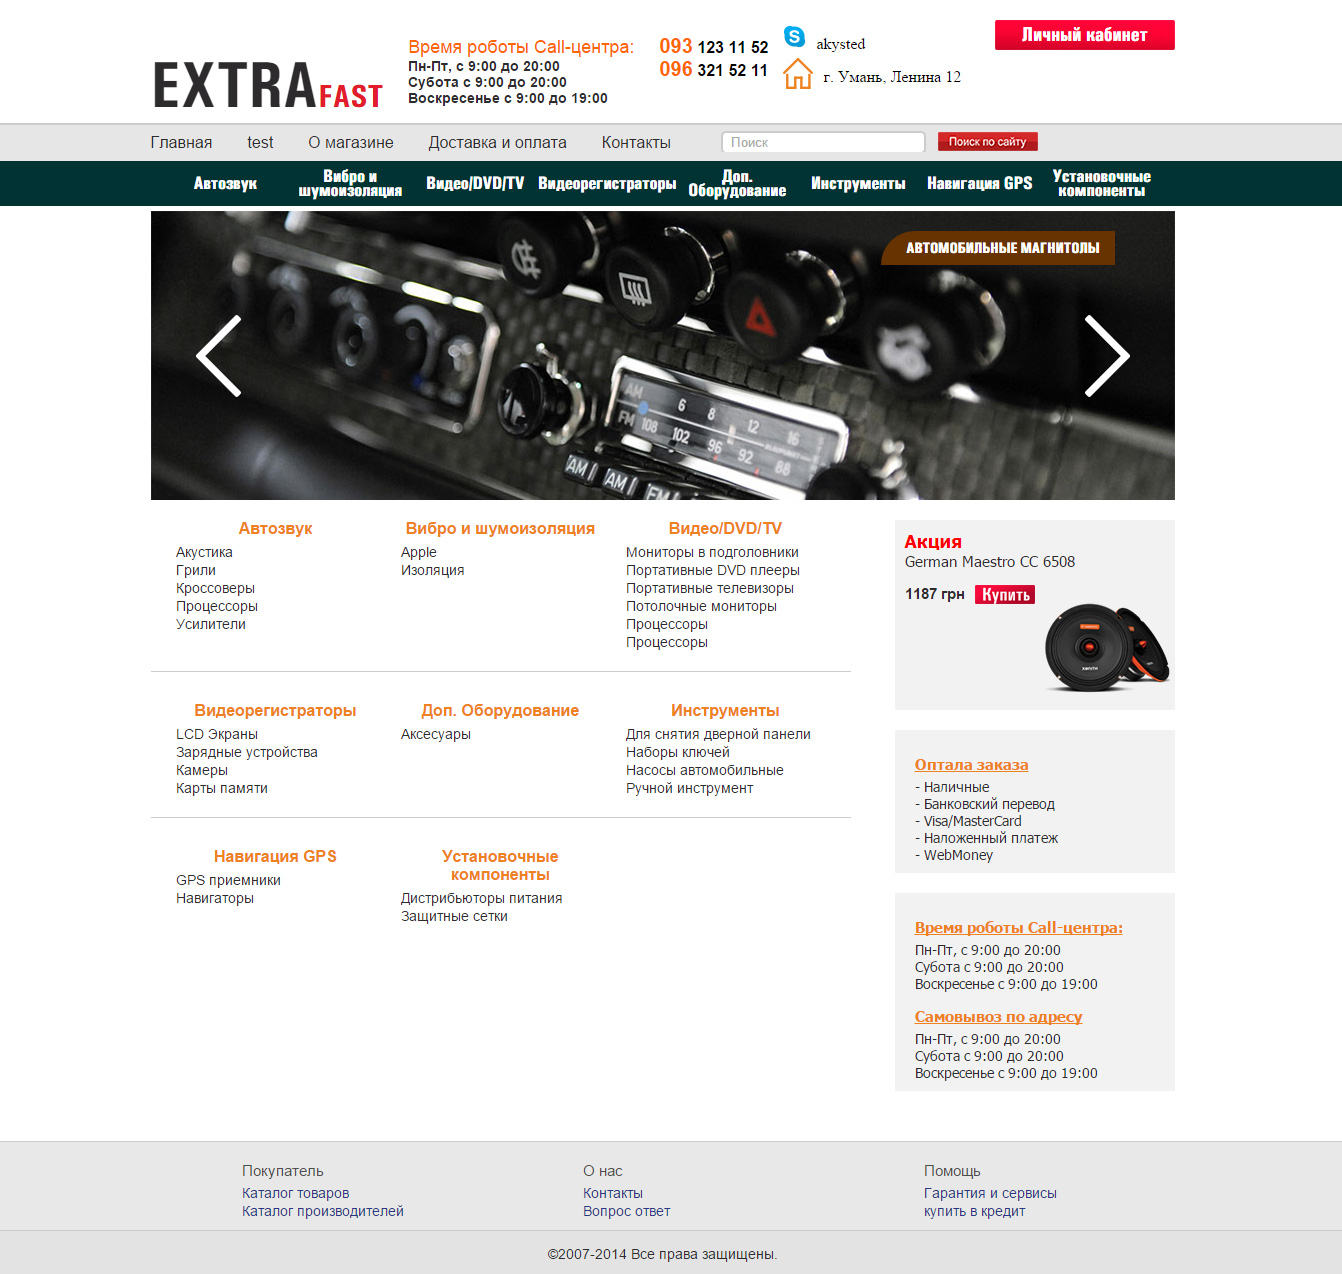 EXTRAFAST
Время роботы Call-центра:
Пн-Пт, с 9:00 до 20:00
Субота с 9:00 до 20:00
Воскресенье с 9:00 до 19:00
093 123 11 52
096 321 52 11
akysted
г. Умань, Ленина 12
Личный кабинет
Главная test О магазине Доставка и оплата Контакты Поиск Поиск по сайту
Автозвук
Вибро и
шумоизоляция
Видео/DVD/TV
Видеорегистраторы
Доп.
Оборудование
Инструменты
Навигация GPS
Установочные
компоненты
АВТОМОБИЛЬНЫЕ МАГНИТОЛЫ
AM 6 8 12 16
FM 108 102 96 92 88
BLAUPUNKT
AM AM FM
Автозвук
Акустика
Грили
Кроссоверы
Процессоры
Усилители
Вибро и шумоизоляция
Apple
Изоляция
Видео/DVD/TV
Мониторы в подголовники
Портативные DVD плееры
Портативные телевизоры
Потолочные мониторы
Процессоры
Процессоры
Видеорегистраторы
LCD Экраны
Зарядные устройства
Камеры
Карты памяти
Доп. Оборудование
Аксесуары
Инструменты
Для снятия дверной панели
Наборы ключей
Насосы автомобильные
Ручной инструмент
Навигация GPS
GPS приемники
Навигаторы
Установочные
компоненты
Дистрибьюторы питания
Защитные сетки
Акция
German Maestro CC 6508
1187 грн Купить
Оптала заказа
- Наличные
- Банковский перевод
- Visa/MasterCard
- Наложенный платеж
- WebMoney
Время роботы Call-центра:
Пн-Пт, с 9:00 до 20:00
Субота с 9:00 до 20:00
Воскресенье с 9:00 до 19:00
Самовывоз по адресу
Пн-Пт, с 9:00 до 20:00
Субота с 9:00 до 20:00
Воскресенье с 9:00 до 19:00
Покупатель
Каталог товаров
Каталог производителей
О нас
Контакты
Вопрос ответ
Помощь
Гарантия и сервисы
купить в кредит
©2007-2014 Все права защищены.